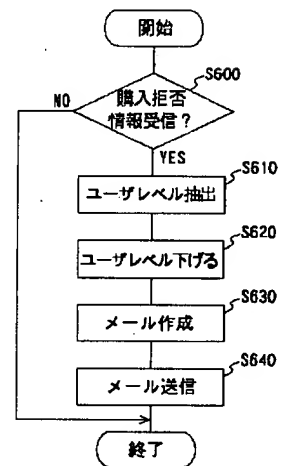 開始
S600
NO
購入拒否
情報受信？
YES
S610
ユーザレベル抽出
S620
ユーザレベル下げる
S630
メール作成
S640
メール送信
終了